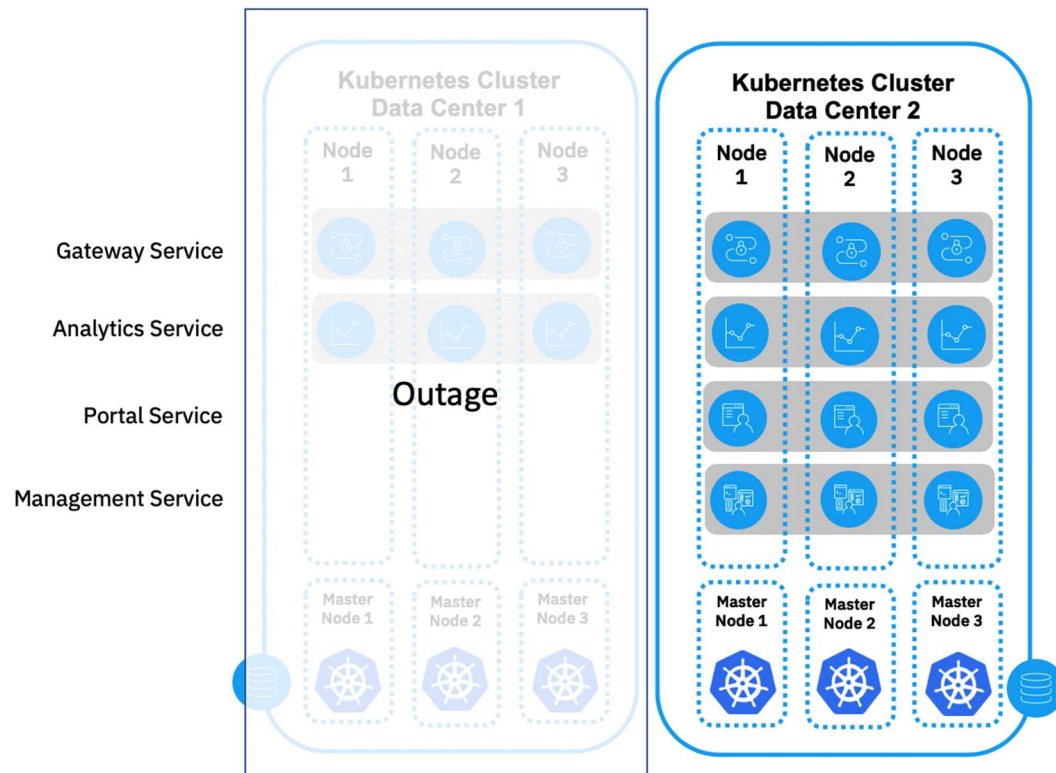 Kubernetes Cluster
Data Center 1
Node
1
Node
2
Node
3
Kubernetes Cluster
Data Center 2
Node
1
Node
2
Node
3
Gateway Service
Analytics Service
Outage
Portal Service
Management Service
Master
Node 1
Master
Node 2
Master
Node 3
Master
Node 1
Master
Node 2
Master
Node 3